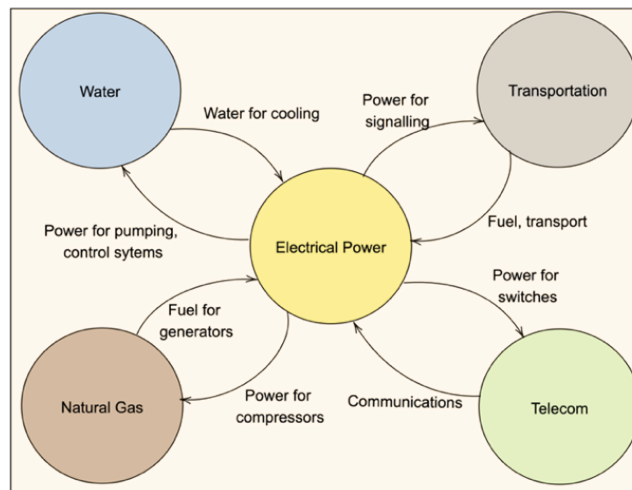 Water
Transportation
Water for cooling
Power for
signalling
Electrical Power
Power for pumping,
control sytems
Fuel, transport
Fuel for
generators
Power for
switches
Natural Gas
Power for
compressors
Communications
Telecom